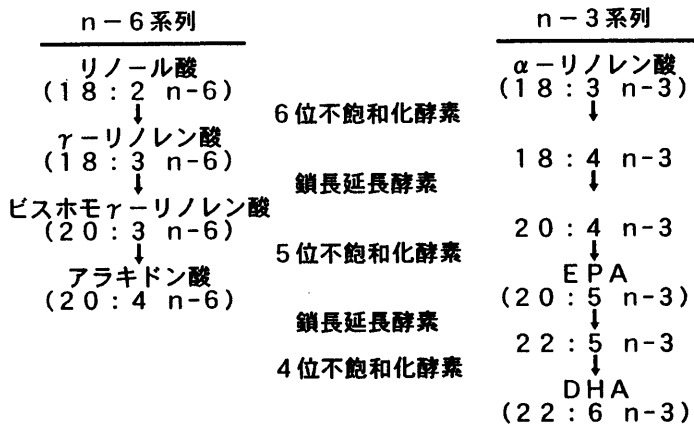 n－6系列
リノール酸
(18：2 n-6)
γ－リノレン酸
(18：3 n-6)
ビスホモγ－リノレン酸
(20：3 n-6)
アラキドン酸
(20：4 n-6)
6位不飽和化酵素
鎖長延長酵素
5位不飽和化酵素
鎖長延長酵素
4位不飽和化酵素
n－3系列
α－リノレン酸
(18：3 n-3)
18：4 n-3
20：4 n-3
EPA
(20：5 n-3)
22：5 n-3
DHA
(22：6 n-3)